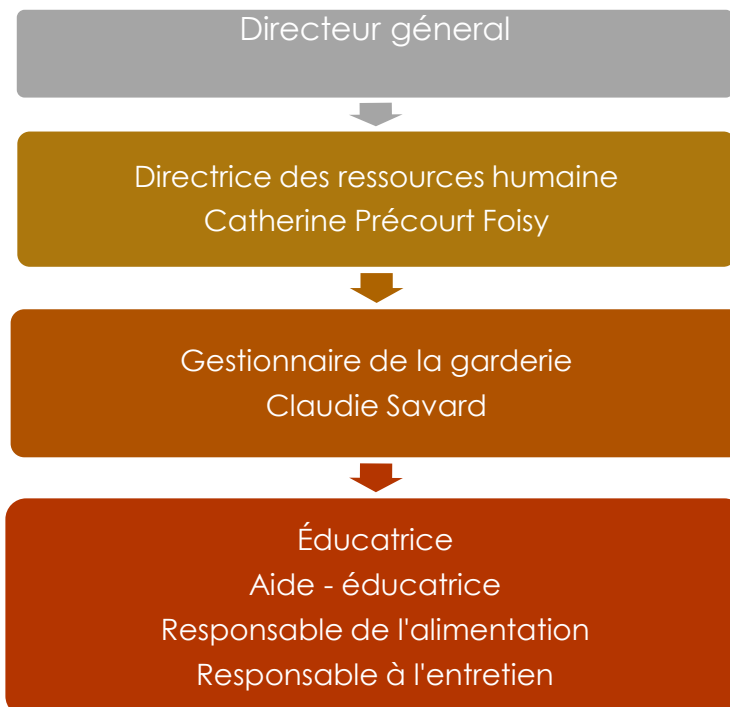 Directeur géneral
Directrice des ressources humaine
Catherine Précourt Foisy
Gestionnaire de la garderie
Claudie Savard
Éducatrice
Aide - éducatrice
Responsable de l'alimentation
Responsable à l'entretien